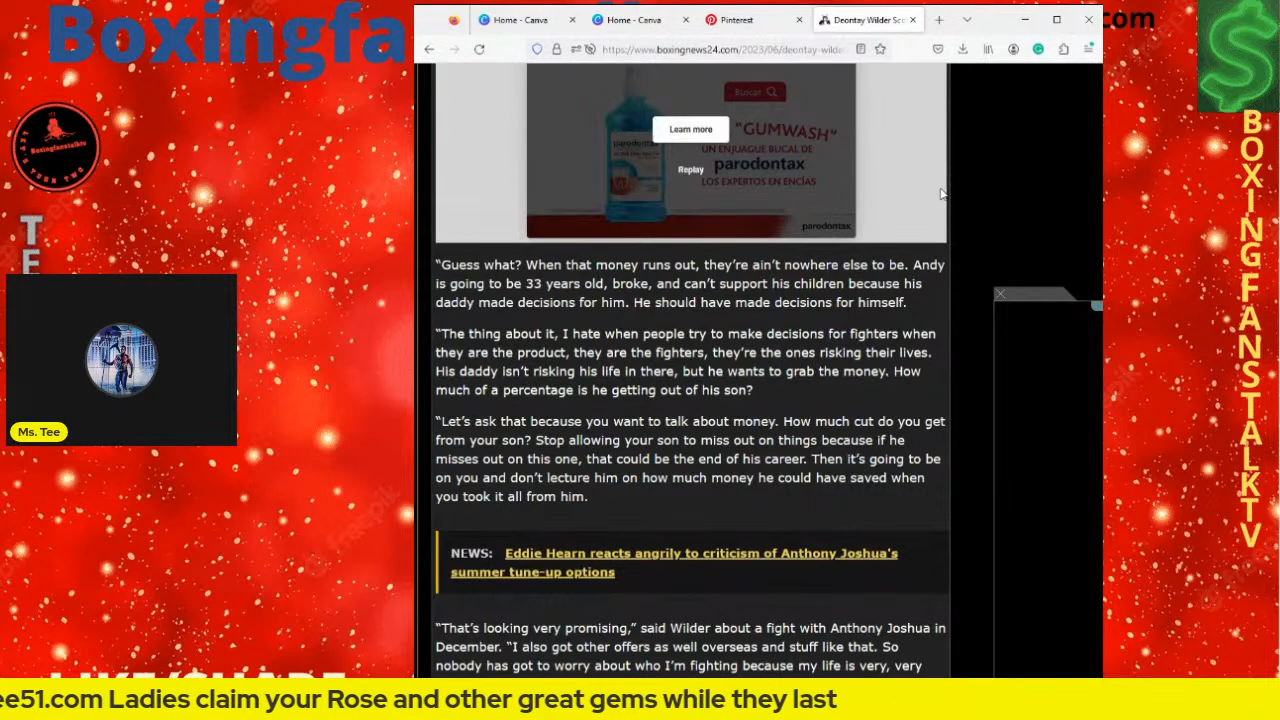 Boxingfa
com
Home - Canva
Home - Canva
Pinterest
Deontay Wilder Sco
https://www.boxingnews24.com/2023/06/deontay-wilde
Boxingfanstalktv
LET'S TURN TWO
T
E
Ms. Tee
Buscar
Learn more
"GUMWASH"
UN ENJUAGUE BUCAL DE
parodontax
Replay
LOS EXPERTOS EN ENCÍAS
parodontax
parodontax
“Guess what? When that money runs out, they’re ain’t nowhere else to be. Andy
is going to be 33 years old, broke, and can’t support his children because his
daddy made decisions for him. He should have made decisions for himself.
“The thing about it, I hate when people try to make decisions for fighters when
they are the product, they are the fighters, they’re the ones risking their lives.
His daddy isn’t risking his life in there, but he wants to grab the money. How
much of a percentage is he getting out of his son?
“Let’s ask that because you want to talk about money. How much cut do you get
from your son? Stop allowing your son to miss out on things because if he
misses out on this one, that could be the end of his career. Then it’s going to be
on you and don’t lecture him on how much money he could have saved when
you took it all from him.
NEWS: Eddie Hearn reacts angrily to criticism of Anthony Joshua's
summer tune-up options
“That’s looking very promising,” said Wilder about a fight with Anthony Joshua in
December. “I also got other offers as well overseas and stuff like that. So
nobody has got to worry about who I’m fighting because my life is very, very
BOXINGFANSTALKTV
LIKE/SHARE
ee51.com Ladies claim your Rose and other great gems while they last